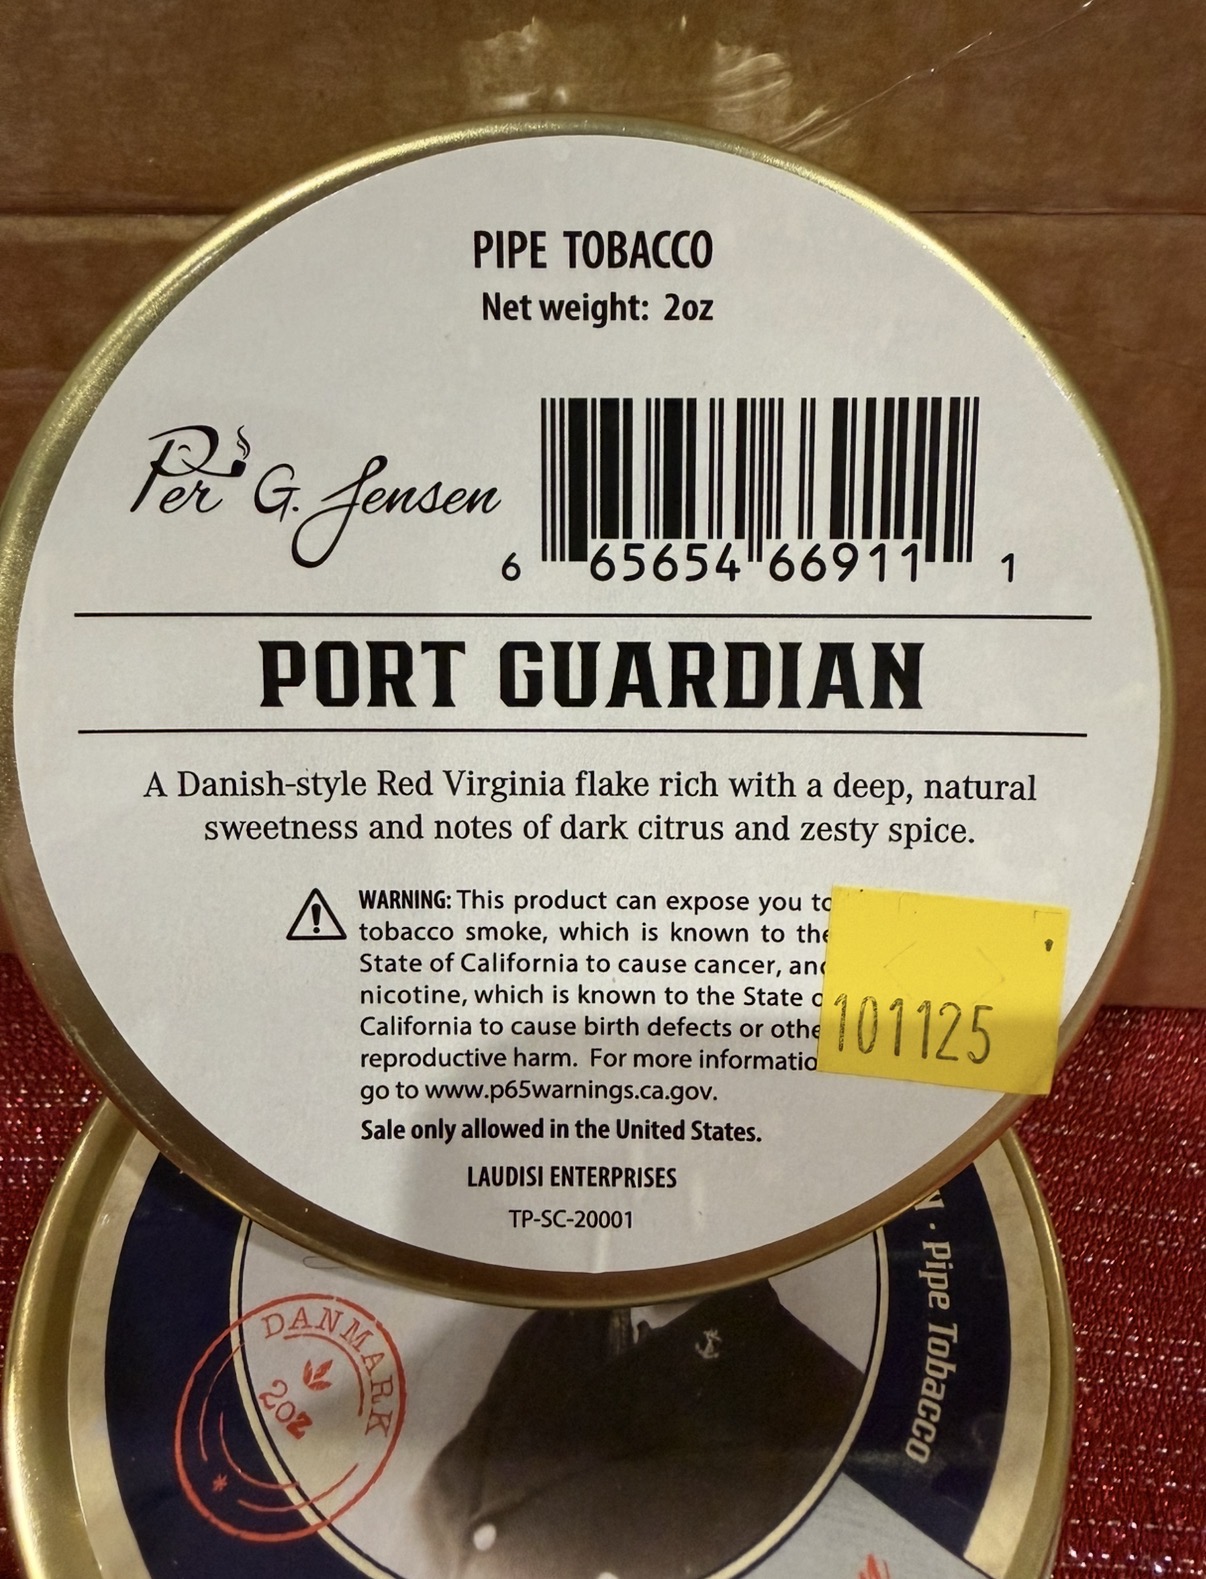 PIPE TOBACCO
Net weight: 2oz
Per G. Jensen
6 65654 66911 1
PORT GUARDIAN
A Danish-style Red Virginia flake rich with a deep, natural
sweetness and notes of dark citrus and zesty spice.
WARNING: This product can expose you to
tobacco smoke, which is known to the
State of California to cause cancer, and
nicotine, which is known to the State o
California to cause birth defects or othe
reproductive harm. For more informatio
go to www.p65warnings.ca.gov.
101125
Sale only allowed in the United States.
LAUDISI ENTERPRISES
TP-SC-20001
DANMARK
2oz
· Pipe Tobacco